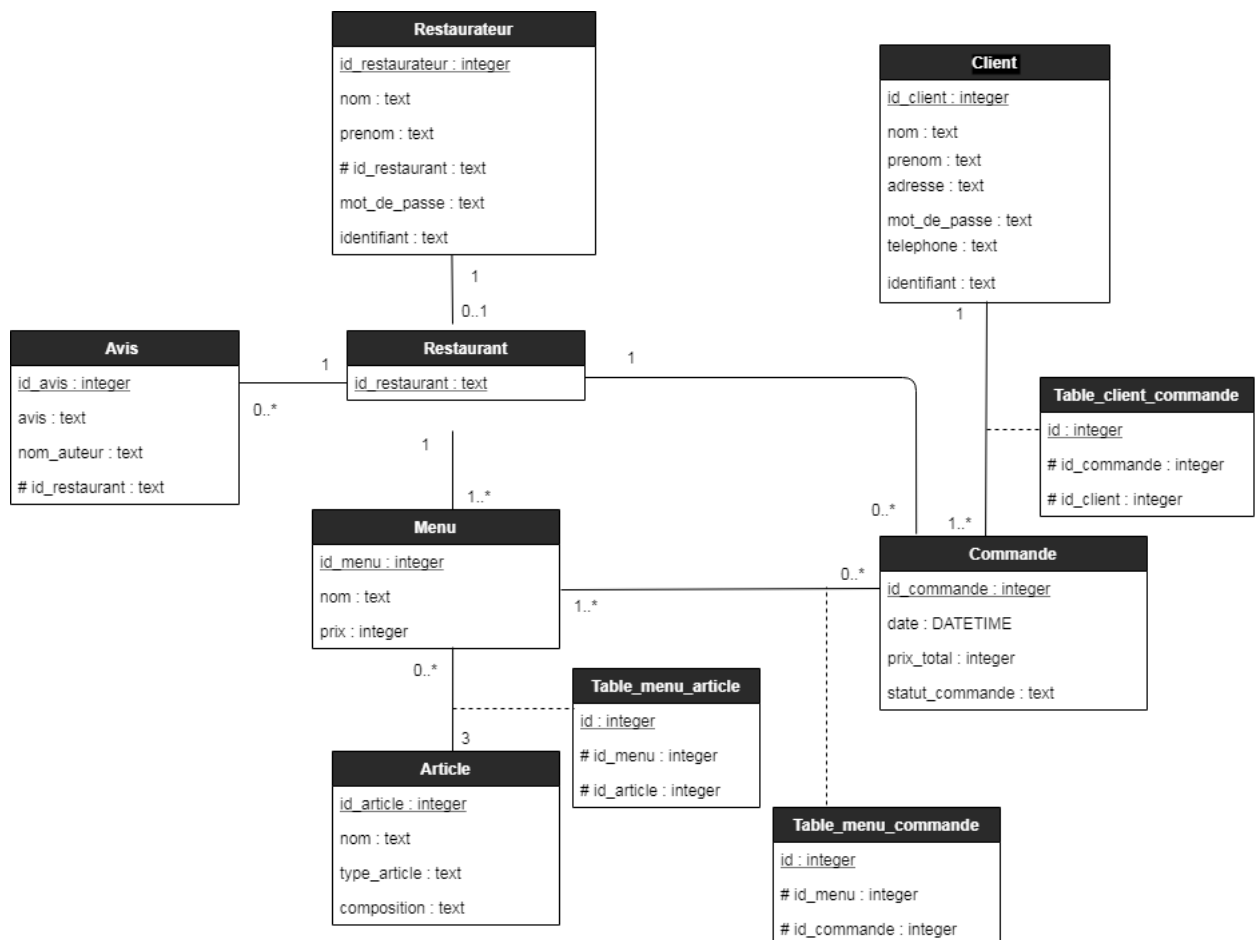 Restaurateur
id_restaurateur : integer
nom : text
prenom : text
# id_restaurant : text
mot_de_passe : text
identifiant : text
Client
id_client : integer
nom : text
prenom : text
adresse : text
mot_de_passe : text
telephone : text
identifiant : text
1
0..1
1
Avis
id_avis : integer
avis : text
nom_auteur : text
# id_restaurant : text
1
0..*
Restaurant
id_restaurant : text
1
Table_client_commande
id : integer
# id_commande : integer
# id_client : integer
1
1..*
0..*
1..*
Menu
id_menu : integer
nom : text
prix : integer
1..*
0..*
Commande
id_commande : integer
date : DATETIME
prix_total : integer
statut_commande : text
0..*
3
Table_menu_article
id : integer
# id_menu : integer
# id_article : integer
Article
id_article : integer
nom : text
type_article : text
composition : text
Table_menu_commande
id : integer
# id_menu : integer
# id_commande : integer